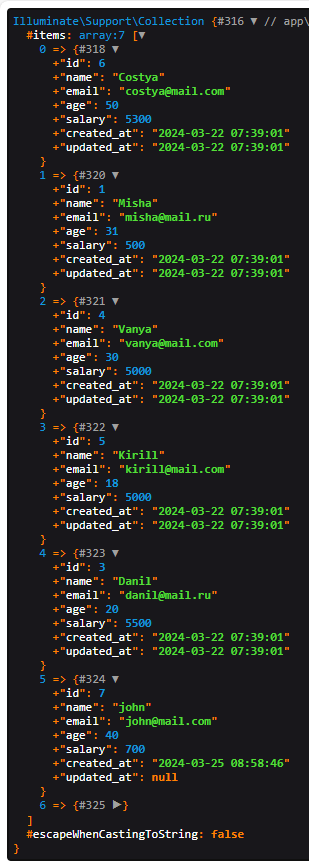 Illuminate\Support\Collection {#316 ▼ // app\
#items: array:7 [▼
0 => {#318 ▼
+"id": 6
+"name": "Costya"
+"email": "costya@mail.com"
+"age": 50
+"salary": 5300
+"created_at": "2024-03-22 07:39:01"
+"updated_at": "2024-03-22 07:39:01"
}
1 => {#320 ▼
+"id": 1
+"name": "Misha"
+"email": "misha@mail.ru"
+"age": 31
+"salary": 500
+"created_at": "2024-03-22 07:39:01"
+"updated_at": "2024-03-22 07:39:01"
}
2 => {#321 ▼
+"id": 4
+"name": "Vanya"
+"email": "vanya@mail.com"
+"age": 30
+"salary": 5000
+"created_at": "2024-03-22 07:39:01"
+"updated_at": "2024-03-22 07:39:01"
}
3 => {#322 ▼
+"id": 5
+"name": "Kirill"
+"email": "kirill@mail.com"
+"age": 18
+"salary": 5000
+"created_at": "2024-03-22 07:39:01"
+"updated_at": "2024-03-22 07:39:01"
}
4 => {#323 ▼
+"id": 3
+"name": "Danil"
+"email": "danil@mail.ru"
+"age": 20
+"salary": 5500
+"created_at": "2024-03-22 07:39:01"
+"updated_at": "2024-03-22 07:39:01"
}
5 => {#324 ▼
+"id": 7
+"name": "john"
+"email": "john@mail.com"
+"age": 40
+"salary": 700
+"created_at": "2024-03-25 08:58:46"
+"updated_at": null
}
6 => {#325 ▶}
]
#escapeWhenCastingToString: false
}